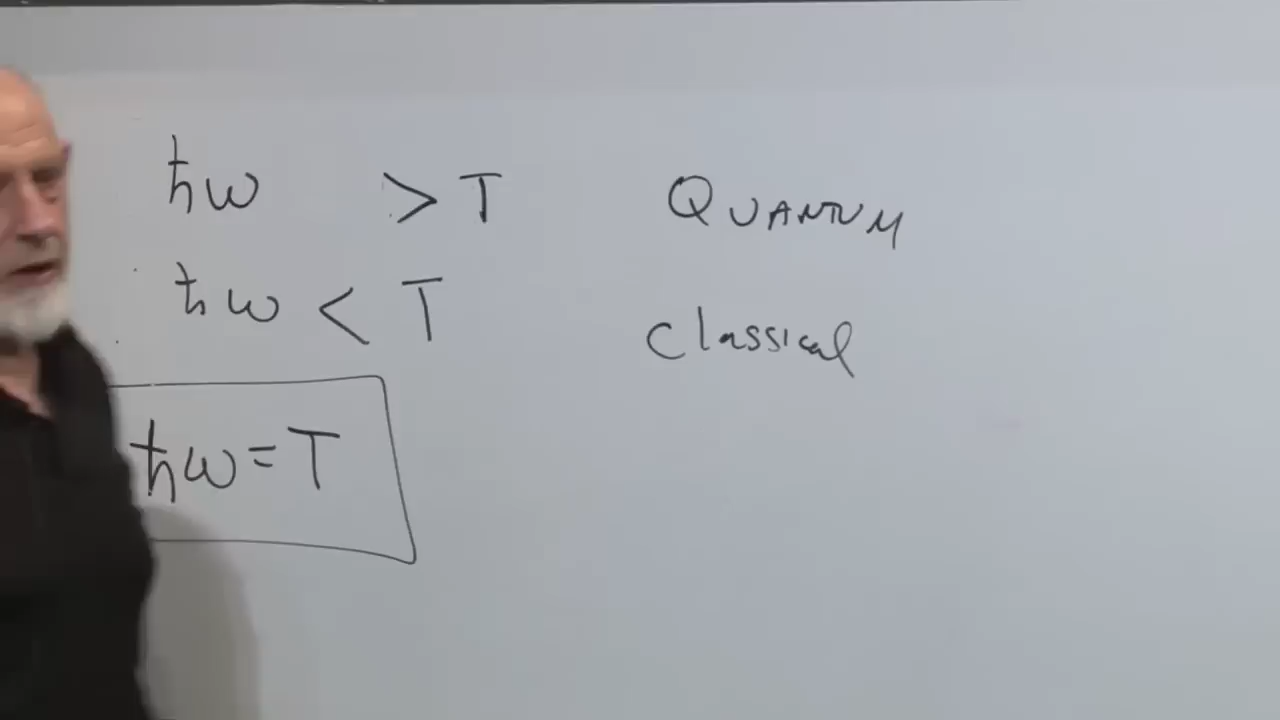 ħω > T QUANTUM
ħω < T Classical
ħω = T